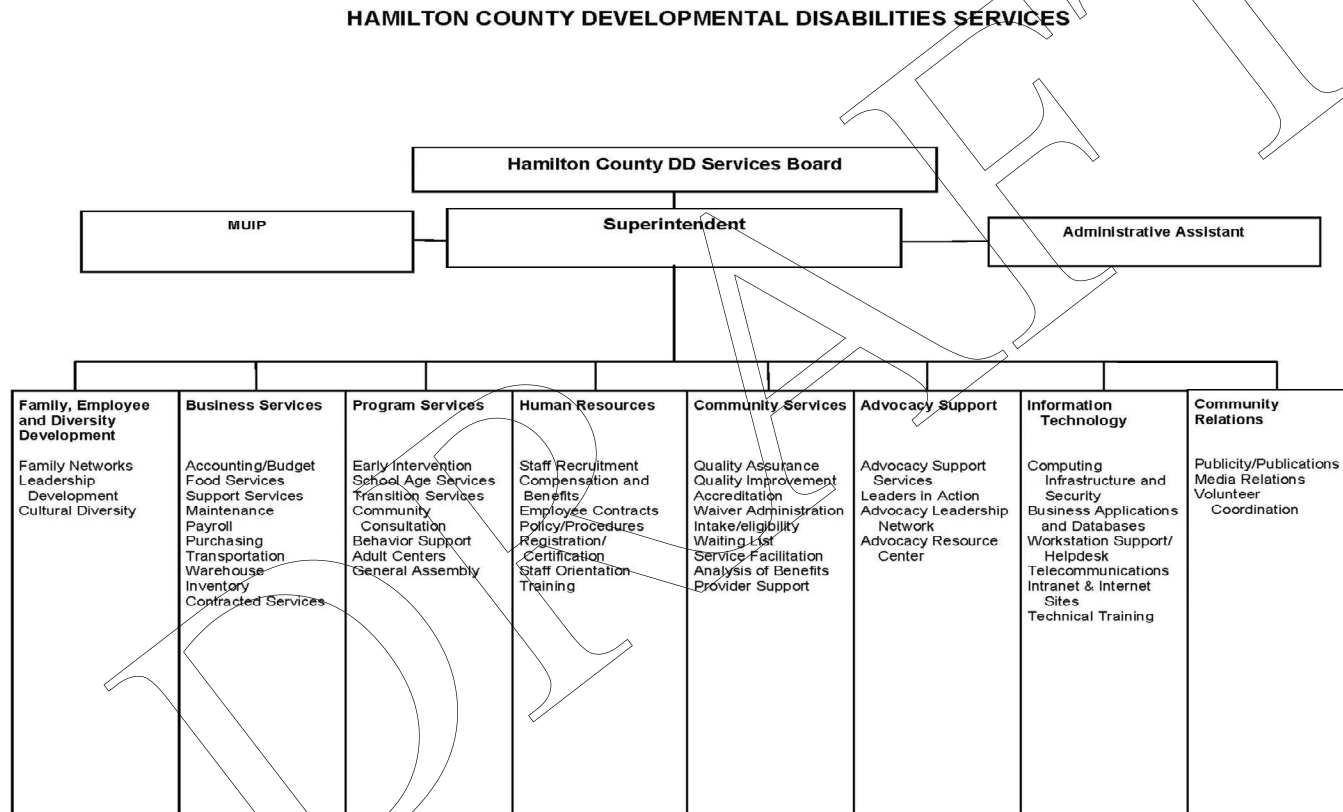 HAMILTON COUNTY DEVELOPMENTAL DISABILITIES SERVICES
Hamilton County DD Services Board
MUIP
Superintendent
Administrative Assistant
Family, Employee
and Diversity
Development
Family Networks
Leadership
Development
Cultural Diversity
Business Services
Accounting/Budget
Food Services
Support Services
Maintenance
Payroll
Purchasing
Transportation
Warehouse
Inventory
Contracted Services
Program Services
Early Intervention
School Age Services
Transition Services
Community
Consultation
Behavior Support
Adult Centers
General Assembly
Human Resources
Staff Recruitment
Compensation and
Benefits
Employee Contracts
Policy/Procedures
Registration/
Certification
Staff Orientation
Training
Community Services
Quality Assurance
Quality Improvement
Accreditation
Waiver Administration
Intake/eligibility
Waiting List
Service Facilitation
Analysis of Benefits
Provider Support
Advocacy Support
Advocacy Support
Services
Leaders in Action
Advocacy Leadership
Network
Advocacy Resource
Center
Information
Technology
Computing
Infrastructure and
Security
Business Applications
and Databases
Workstation Support/
Helpdesk
Telecommunications
Intranet & Internet
Sites
Technical Training
Community
Relations
Publicity/Publications
Media Relations
Volunteer
Coordination
DRAFT